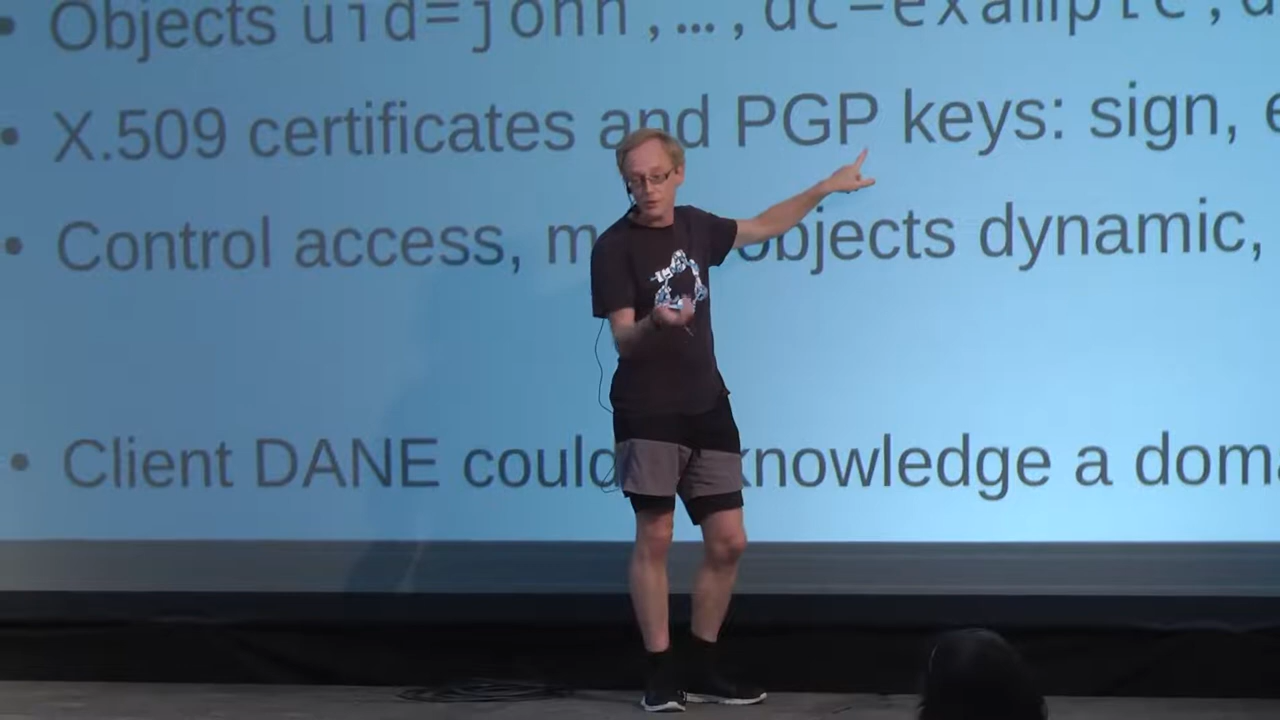 • Objects uid=john,…,dc=example,d
• X.509 certificates and PGP keys: sign, e
• Control access, m objects dynamic,
• Client DANE could knowledge a doma